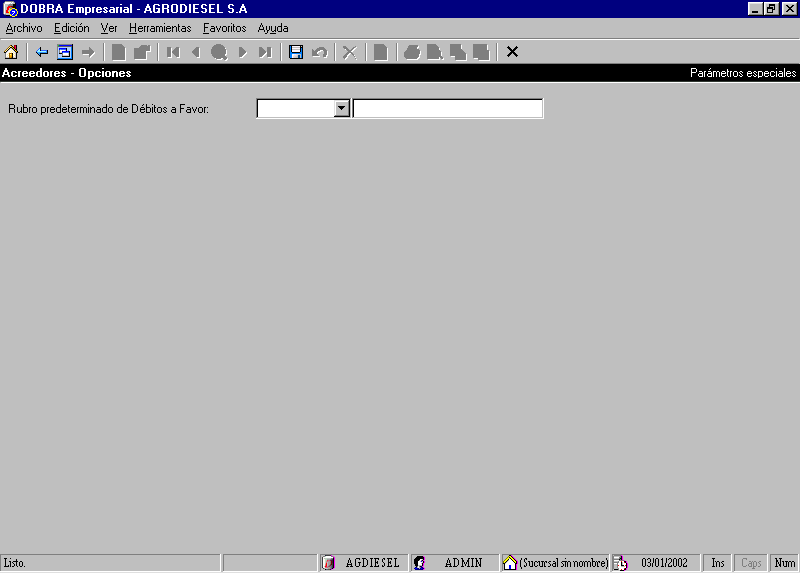 DOBRA Empresarial - AGRODIESEL S.A
Archivo Edición Ver Herramientas Favoritos Ayuda
Acreedores - Opciones Parámetros especiales
Rubro predeterminado de Débitos a Favor:
Listo. AGDIESEL ADMIN (Sucursal sin nombre) 03/01/2002 Ins Caps Num